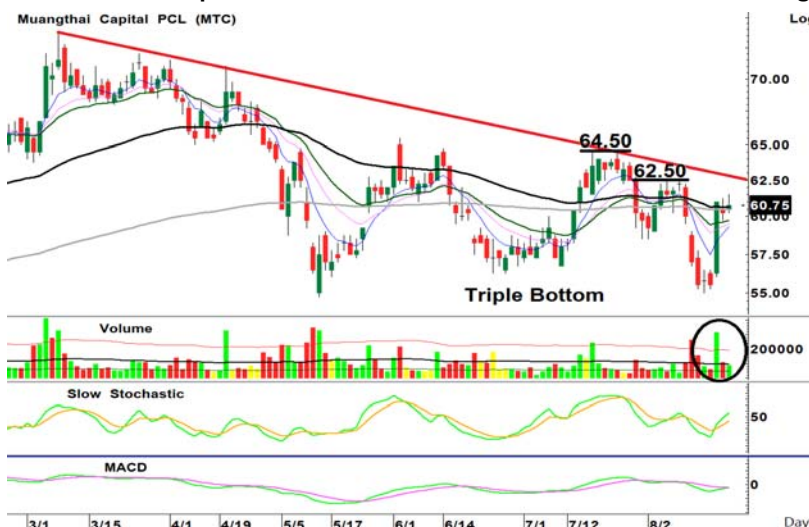 Muangthai Capital PCL (MTC)
Log
70.00
65.00
64.50
62.50
62.50
60.75
60.00
57.50
55.00
Triple Bottom
Volume
200000
Slow Stochastic
50
MACD
0
3/1 3/15 4/1 4/19 5/5 5/17 6/1 6/14 7/1 7/12 8/2 Day